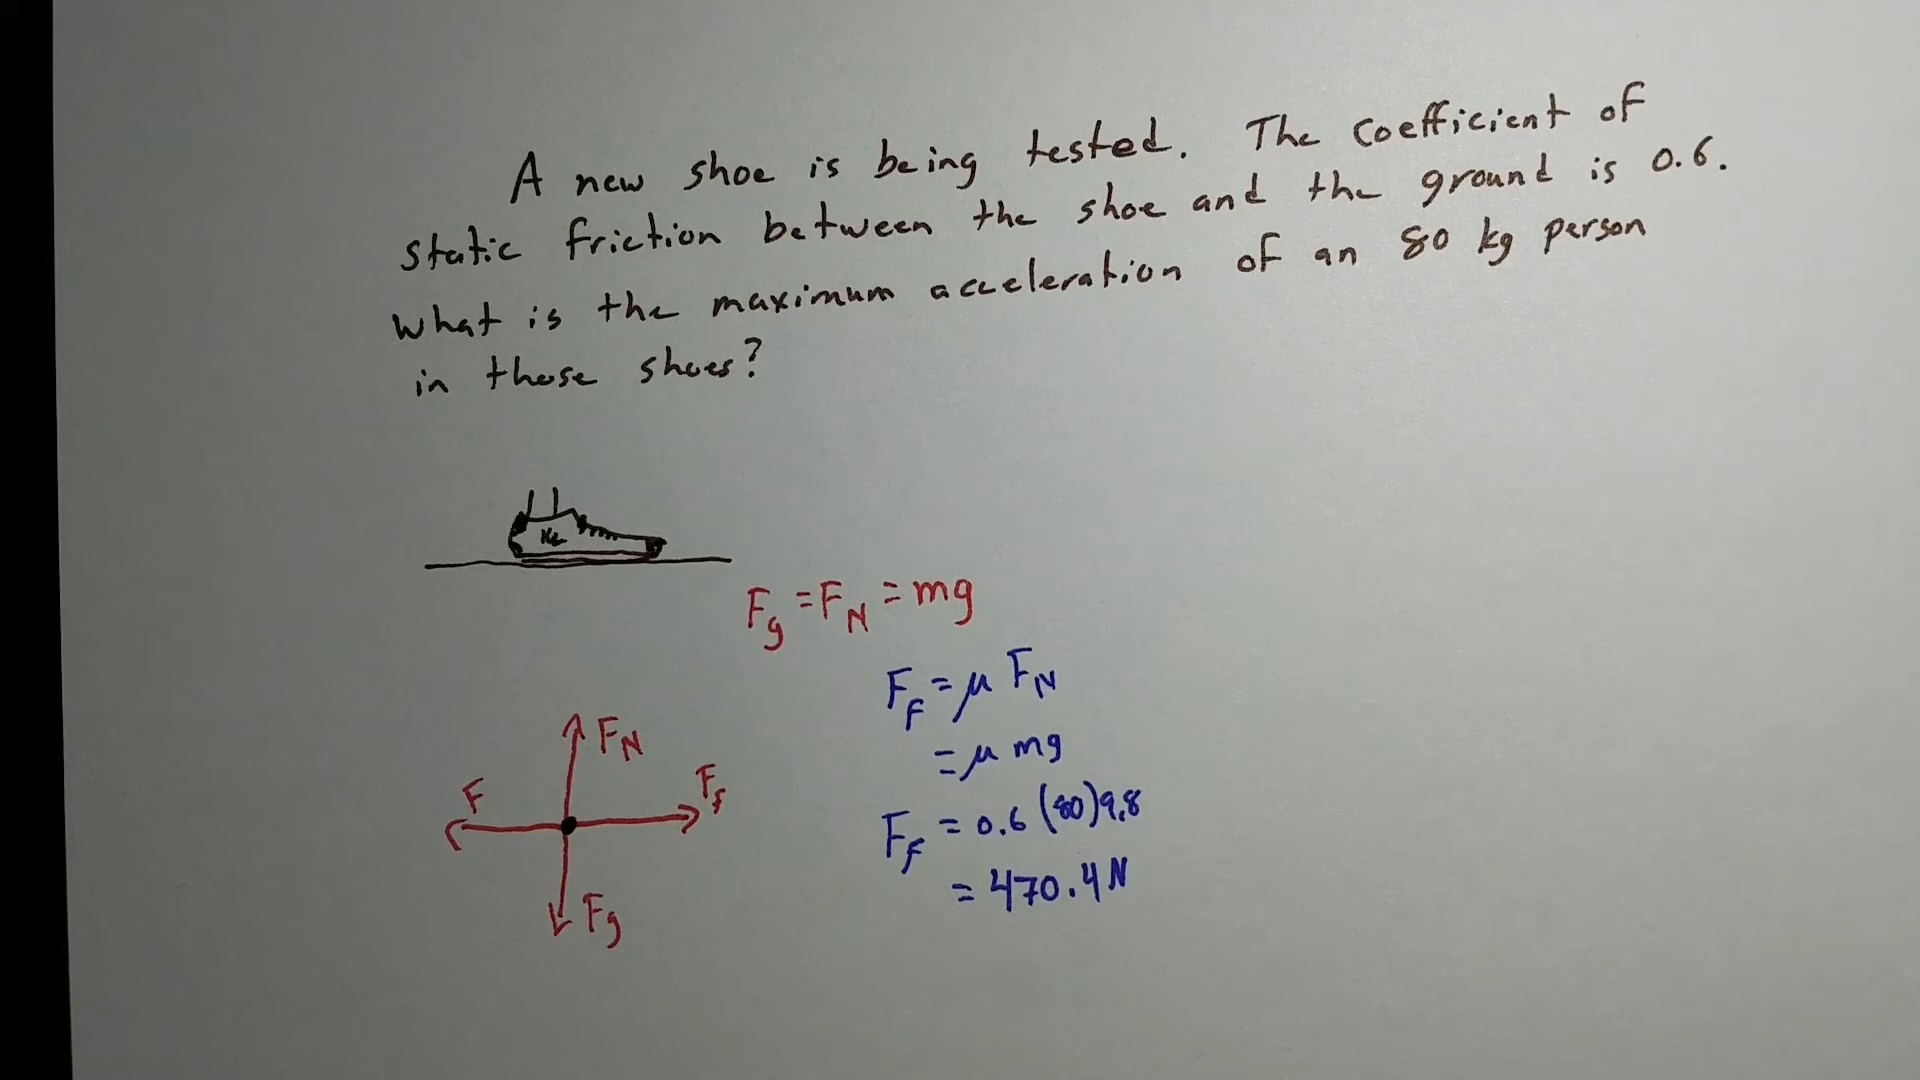 A new shoe is being tested. The coefficient of
static friction between the shoe and the ground is 0.6.
What is the maximum acceleration of an 80 kg person
in those shoes?
Fg = FN = mg
Ff = μ FN
= μ mg
FN
F
Ff
Ff = 0.6 (80)9.8
= 470.4 N
Fg